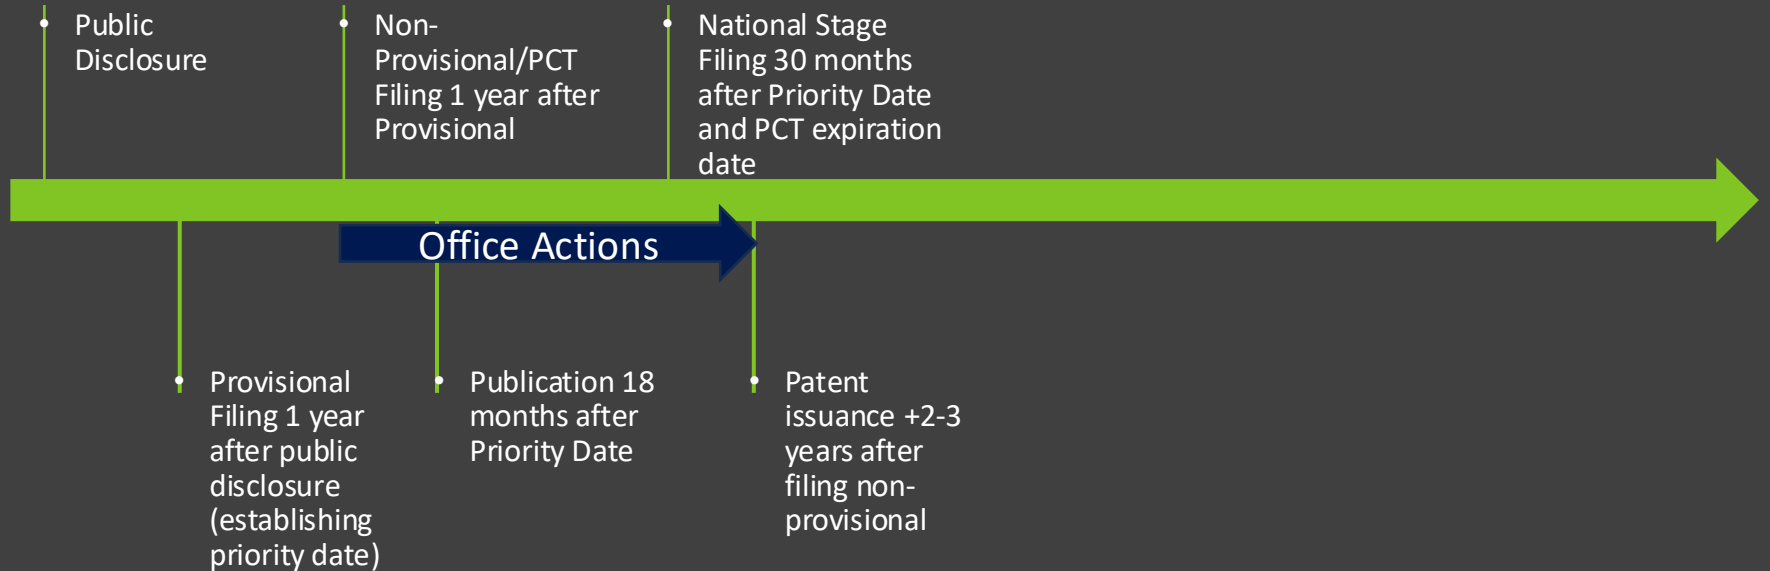 Public
Disclosure
Non-
Provisional/PCT
Filing 1 year after
Provisional
National Stage
Filing 30 months
after Priority Date
and PCT expiration
date
Office Actions
Provisional
Filing 1 year
after public
disclosure
(establishing
priority date)
Publication 18
months after
Priority Date
Patent
issuance +2-3
years after
filing non-
provisional